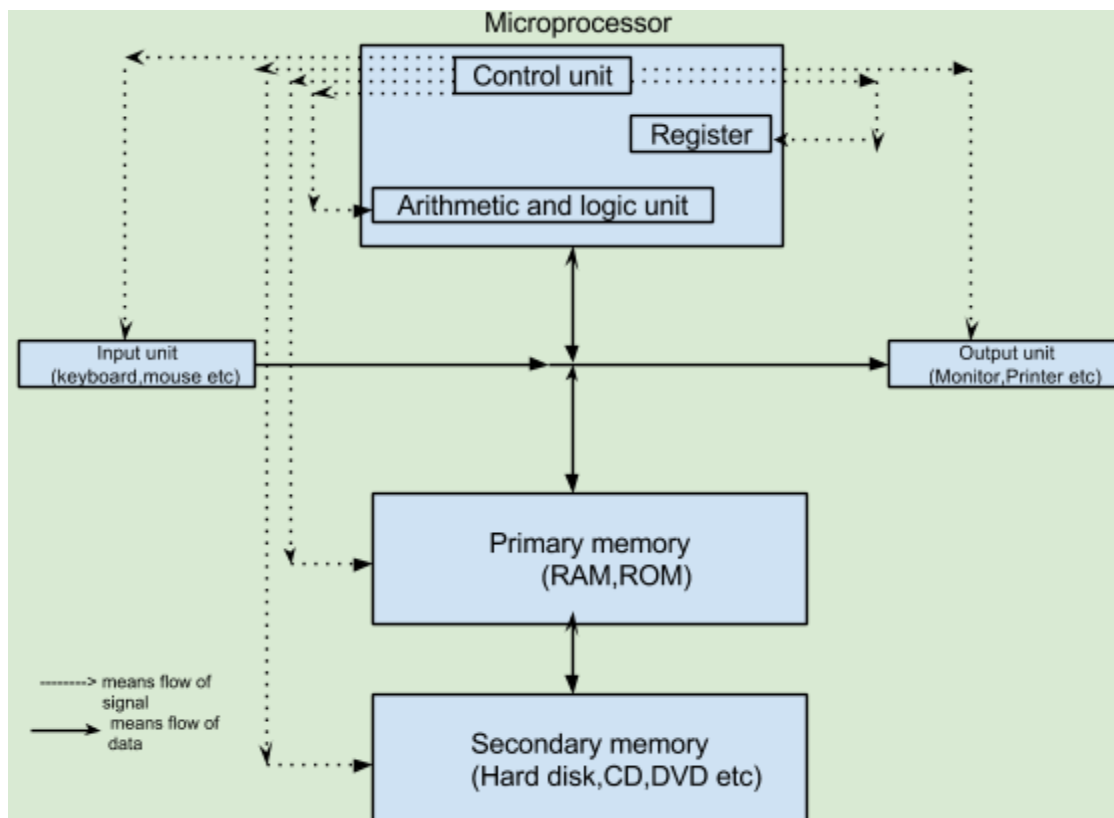 Microprocessor
Control unit
Register
Arithmetic and logic unit
Input unit
(keyboard,mouse etc)
Output unit
(Monitor,Printer etc)
Primary memory
(RAM,ROM)
Secondary memory
(Hard disk,CD,DVD etc)
--------> means flow of
signal
means flow of
data